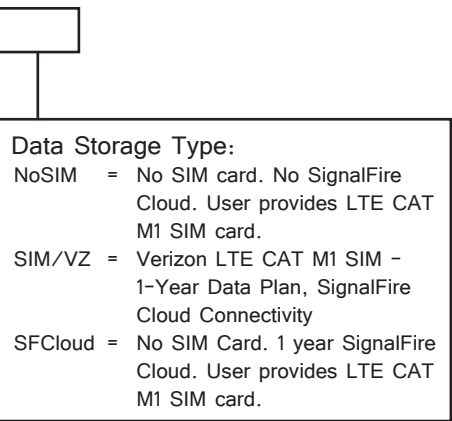 Data Storage Type:
NoSIM = No SIM card. No SignalFire
Cloud. User provides LTE CAT
M1 SIM card.
SIM/VZ = Verizon LTE CAT M1 SIM -
1-Year Data Plan, SignalFire
Cloud Connectivity
SFCloud = No SIM Card. 1 year SignalFire
Cloud. User provides LTE CAT
M1 SIM card.